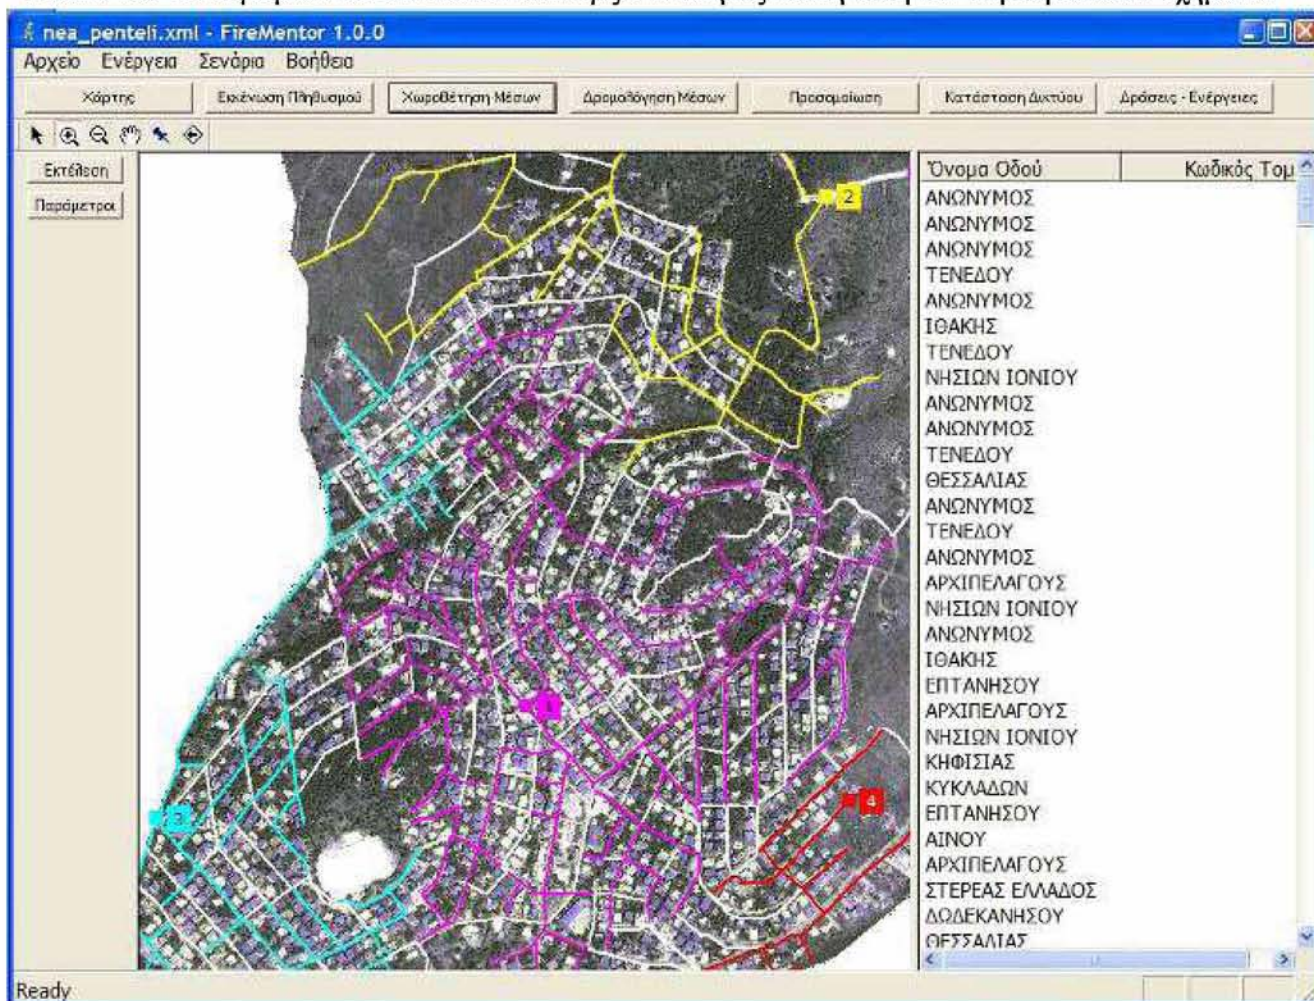 nea_penteli.xml - FireMentor 1.0.0
Αρχείο Ενέργεια Σενάρια Βοήθεια
Χάρτης Εκκένωση Πληθυσμού Χωροθέτηση Μέσων Δρομολόγηση Μέσων Προσομοίωση Κατάσταση Δικτύου Δράσεις - Ενέργειες
Εκτέλεση
Παράμετροι
Όνομα Οδού Κωδικός Τομ
ΑΝΩΝΥΜΟΣ
2
ΑΝΩΝΥΜΟΣ
ΑΝΩΝΥΜΟΣ
ΤΕΝΕΔΟΥ
ΑΝΩΝΥΜΟΣ
ΙΘΑΚΗΣ
ΤΕΝΕΔΟΥ
ΝΗΣΙΩΝ ΙΟΝΙΟΥ
ΑΝΩΝΥΜΟΣ
ΑΝΩΝΥΜΟΣ
ΤΕΝΕΔΟΥ
ΘΕΣΣΑΛΙΑΣ
ΑΝΩΝΥΜΟΣ
ΤΕΝΕΔΟΥ
ΑΝΩΝΥΜΟΣ
ΑΡΧΙΠΕΛΑΓΟΥΣ
ΝΗΣΙΩΝ ΙΟΝΙΟΥ
ΑΝΩΝΥΜΟΣ
ΙΘΑΚΗΣ
ΕΠΤΑΝΗΣΟΥ
1
ΑΡΧΙΠΕΛΑΓΟΥΣ
ΝΗΣΙΩΝ ΙΟΝΙΟΥ
ΚΗΦΙΣΙΑΣ
ΚΥΚΛΑΔΩΝ
4
ΕΠΤΑΝΗΣΟΥ
3
ΑΙΝΟΥ
ΑΡΧΙΠΕΛΑΓΟΥΣ
ΣΤΕΡΕΑΣ ΕΛΛΑΔΟΣ
ΔΩΔΕΚΑΝΗΣΟΥ
ΘΕΣΣΑΛΙΑΣ
Ready